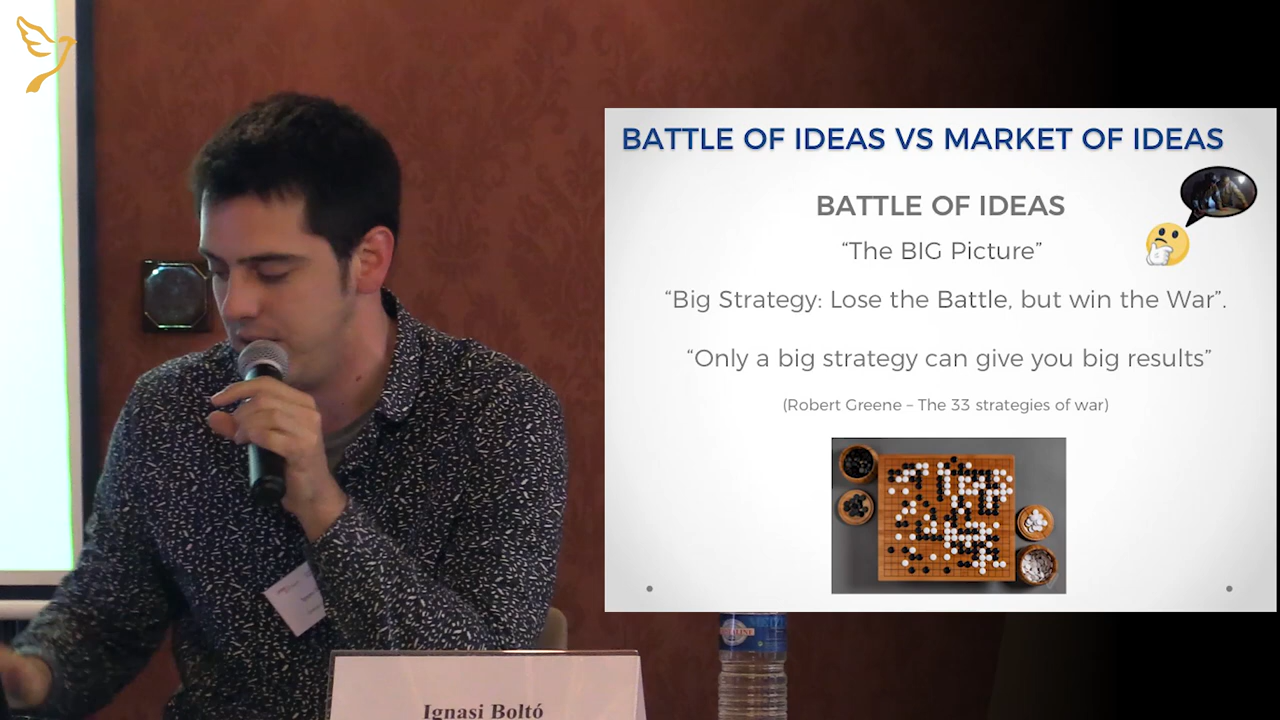 BATTLE OF IDEAS VS MARKET OF IDEAS
BATTLE OF IDEAS
“The BIG Picture”
“Big Strategy: Lose the Battle, but win the War”.
“Only a big strategy can give you big results”
(Robert Greene – The 33 strategies of war)
Ignasi Boltó